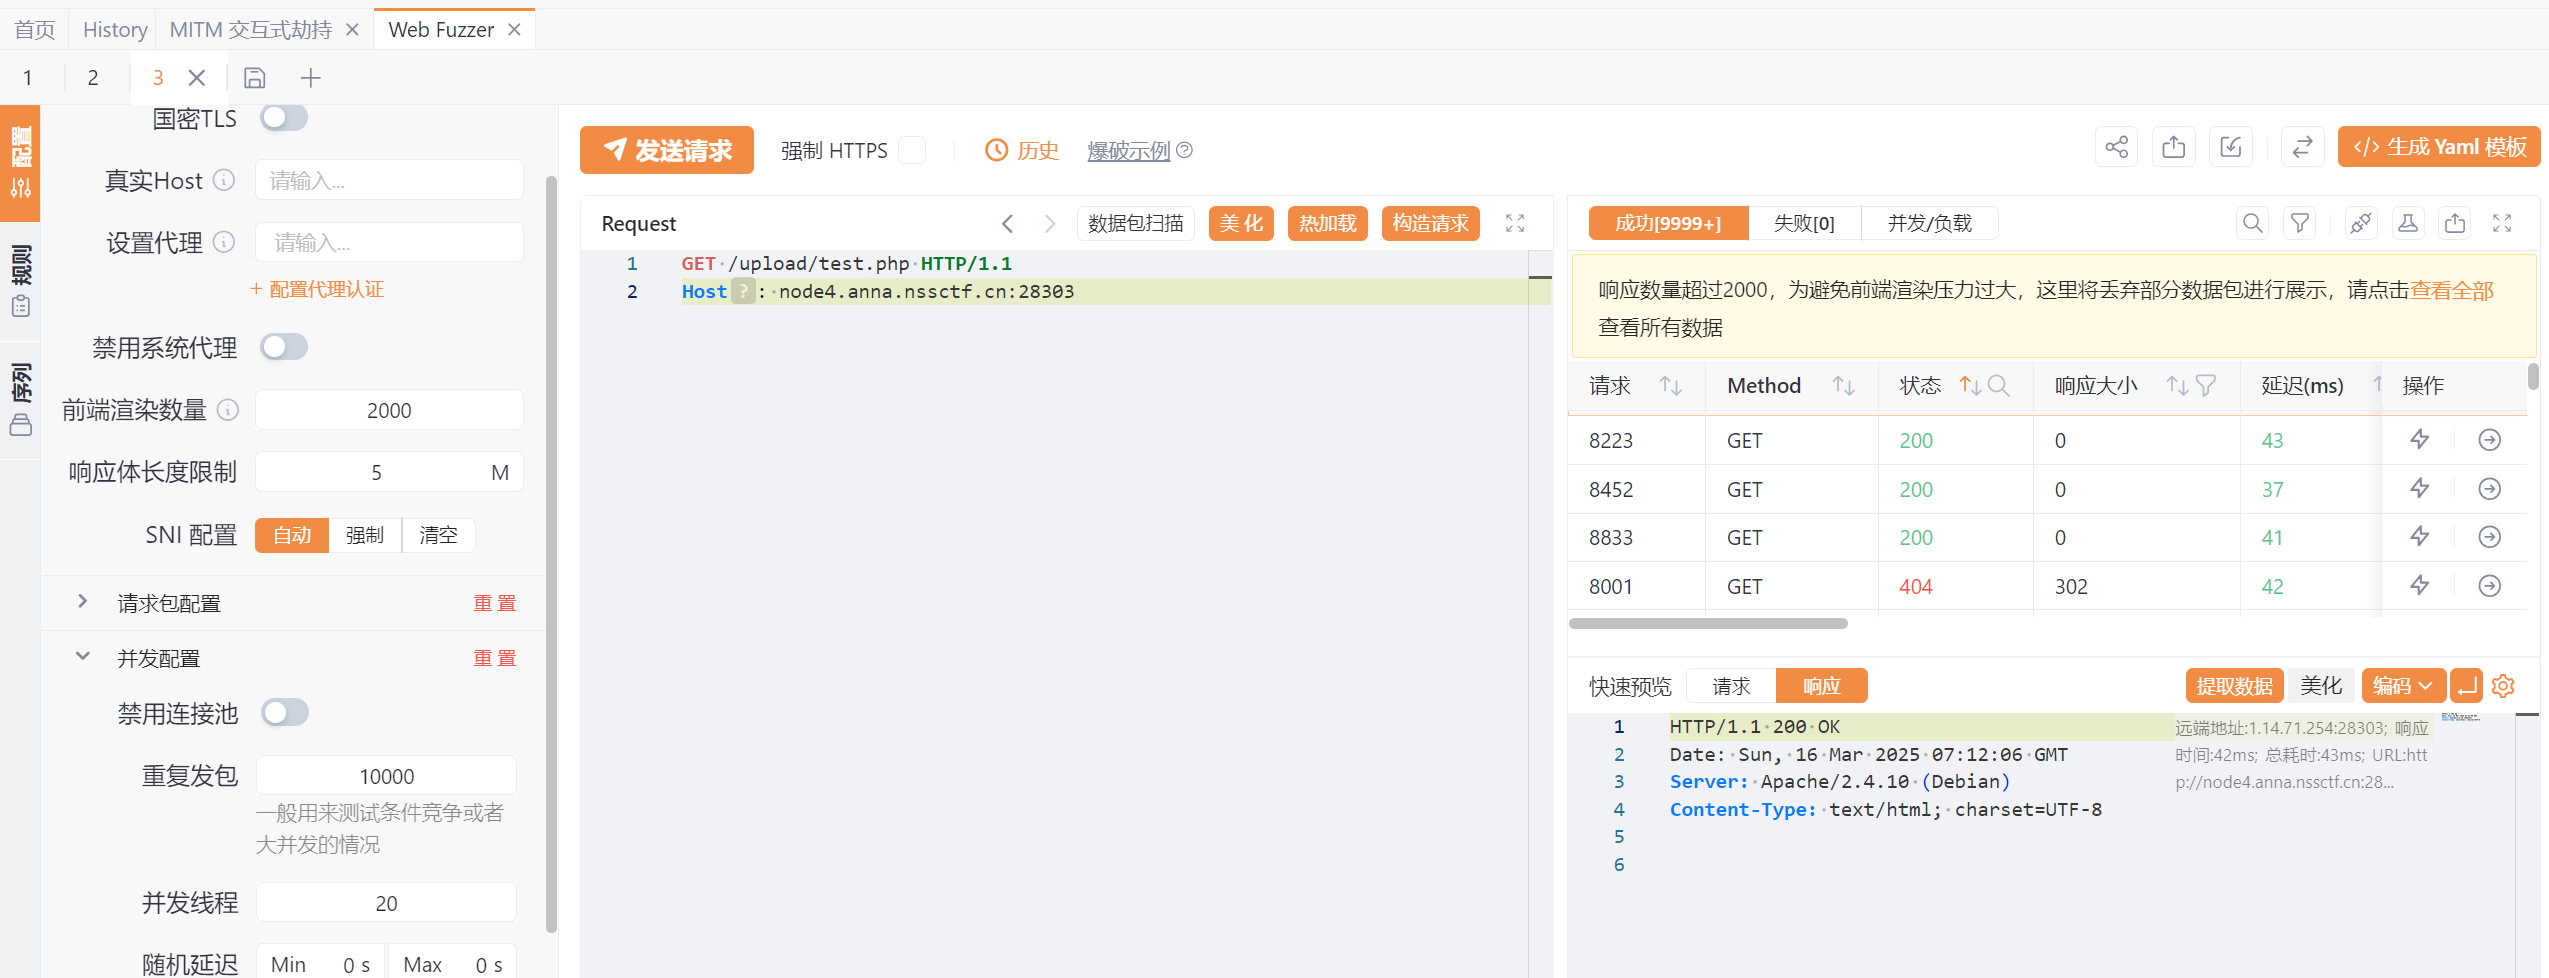 首页 History MITM 交互式劫持 Web Fuzzer
1 2 3
配置
规则
序列
国密TLS
真实Host 请输入...
设置代理 请输入...
+ 配置代理认证
禁用系统代理
前端渲染数量 2000
响应体长度限制 5 M
SNI 配置 自动 强制 清空
请求包配置 重置
并发配置 重置
禁用连接池
重复发包 10000
一般用来测试条件竞争或者
大并发的情况
并发线程 20
随机延迟 Min 0 s Max 0 s
发送请求 强制 HTTPS 历史 爆破示例
生成 Yaml 模板
Request 数据包扫描 美化 热加载 构造请求
1 GET /upload/test.php HTTP/1.1
2 Host ? : node4.anna.nssctf.cn:28303
成功[9999+] 失败[0] 并发/负载
响应数量超过2000，为避免前端渲染压力过大，这里将丢弃部分数据包进行展示，请点击查看全部
查看所有数据
请求 Method 状态 响应大小 延迟(ms) 操作
8223 GET 200 0 43
8452 GET 200 0 37
8833 GET 200 0 41
8001 GET 404 302 42
快速预览 请求 响应 提取数据 美化 编码
1 HTTP/1.1 200 OK
2 Date: Sun, 16 Mar 2025 07:12:06 GMT
3 Server: Apache/2.4.10 (Debian)
4 Content-Type: text/html; charset=UTF-8
5
6
远端地址:1.14.71.254:28303; 响应
时间:42ms; 总耗时:43ms; URL:htt
p://node4.anna.nssctf.cn:28...